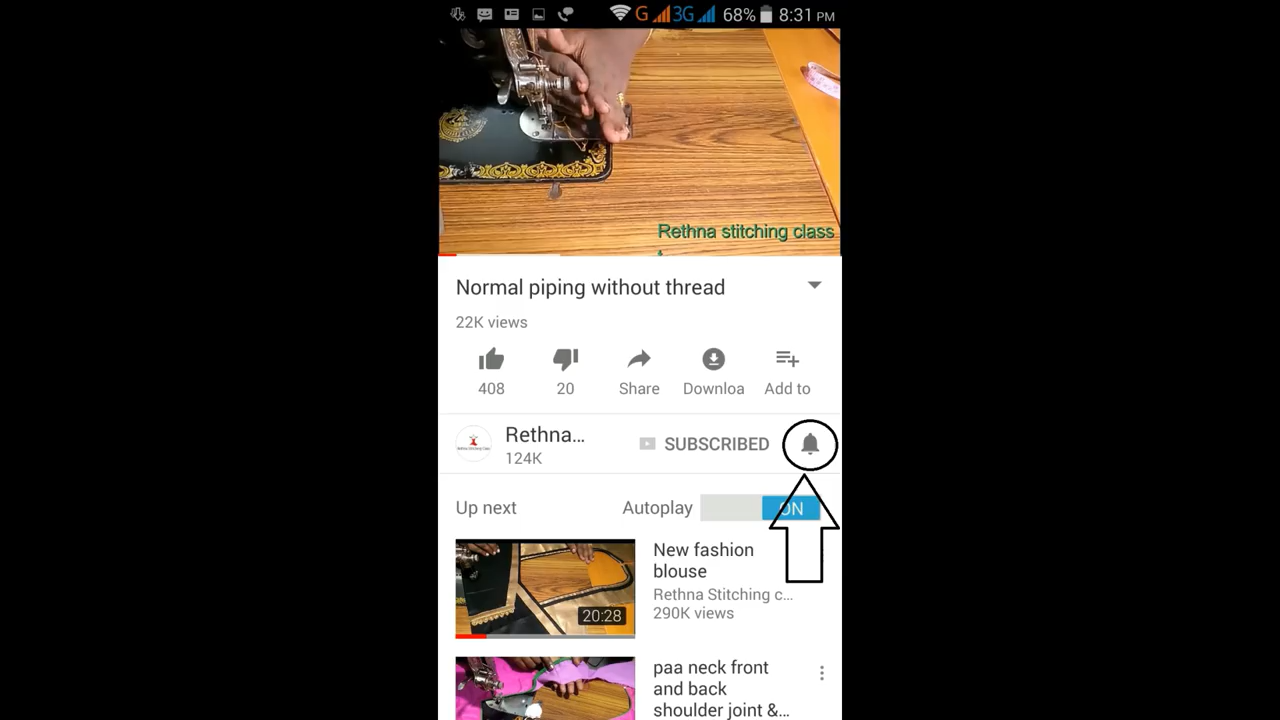 G 3G 68% 8:31 PM
Rethna stitching class
Normal piping without thread
22K views
408 20 Share Downloa Add to
Rethna… SUBSCRIBED
124K
Up next Autoplay ON
New fashion
blouse
Rethna Stitching c…
290K views
20:28
paa neck front
and back
shoulder joint &…